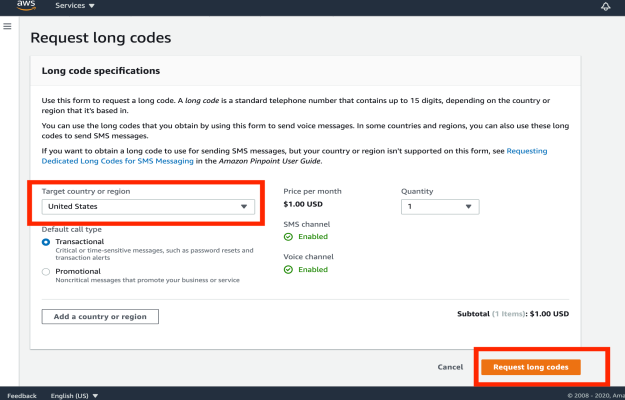 aws
Services ▼
Request long codes
Long code specifications
Use this form to request a long code. A long code is a standard telephone number that contains up to 15 digits, depending on the country or
region that it's based in.
You can use the long codes that you obtain by using this form to send voice messages. In some countries and regions, you can also use these long
codes to send SMS messages.
If you want to obtain a long code to use for sending SMS messages, but your country or region isn't supported on this form, see Requesting
Dedicated Long Codes for SMS Messaging in the Amazon Pinpoint User Guide.
Target country or region
United States
Default call type
Transactional
Critical or time-sensitive messages, such as password resets and
transaction alerts
Promotional
Noncritical messages that promote your business or service
Price per month
$1.00 USD
SMS channel
Enabled
Voice channel
Enabled
Quantity
1
Add a country or region
Subtotal (1 items): $1.00 USD
Cancel
Request long codes
Feedback
English (US) ▼
© 2008 - 2020, Ama